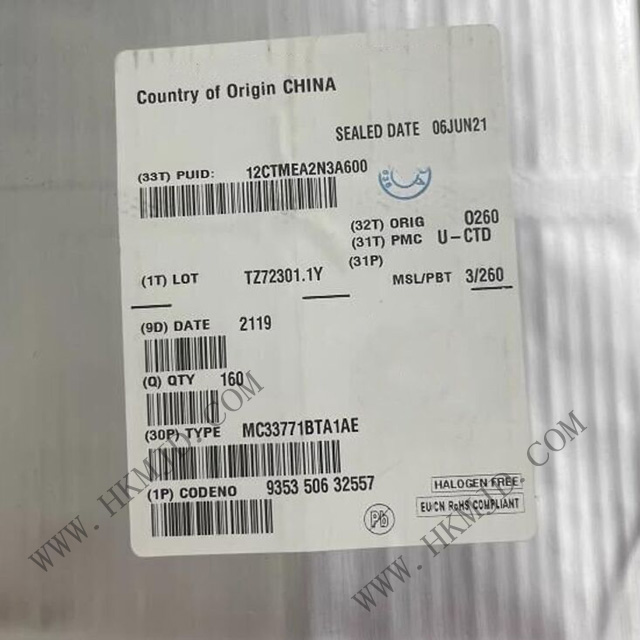 Country of Origin CHINA
SEALED DATE 06JUN21
(33T) PUID: 12CTMEA2N3A600
(32T) ORIG 0260
(31T) PMC U-CTD
(31P)
(1T) LOT TZ72301.1Y
MSL/PBT 3/260
(9D) DATE 2119
(Q) QTY 160
(30P) TYPE MC33771BTA1AE
(1P) CODENO 9353 506 32557
Pb
HALOGEN FREE
EU/CN RoHS COMPLIANT
WWW.HKMJD.COM
WWW.HKMJD.COM